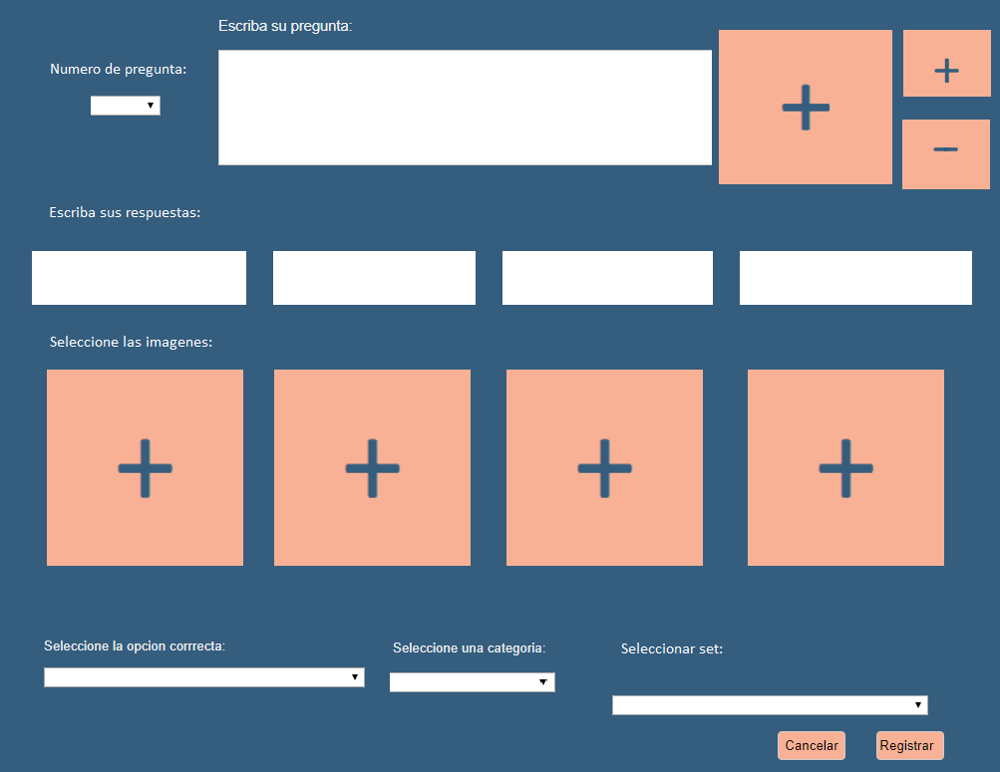 Escriba su pregunta:
Numero de pregunta:
Escriba sus respuestas:
Seleccione las imagenes:
Seleccione la opcion corrrecta:
Seleccione una categoria:
Seleccionar set:
Cancelar
Registrar